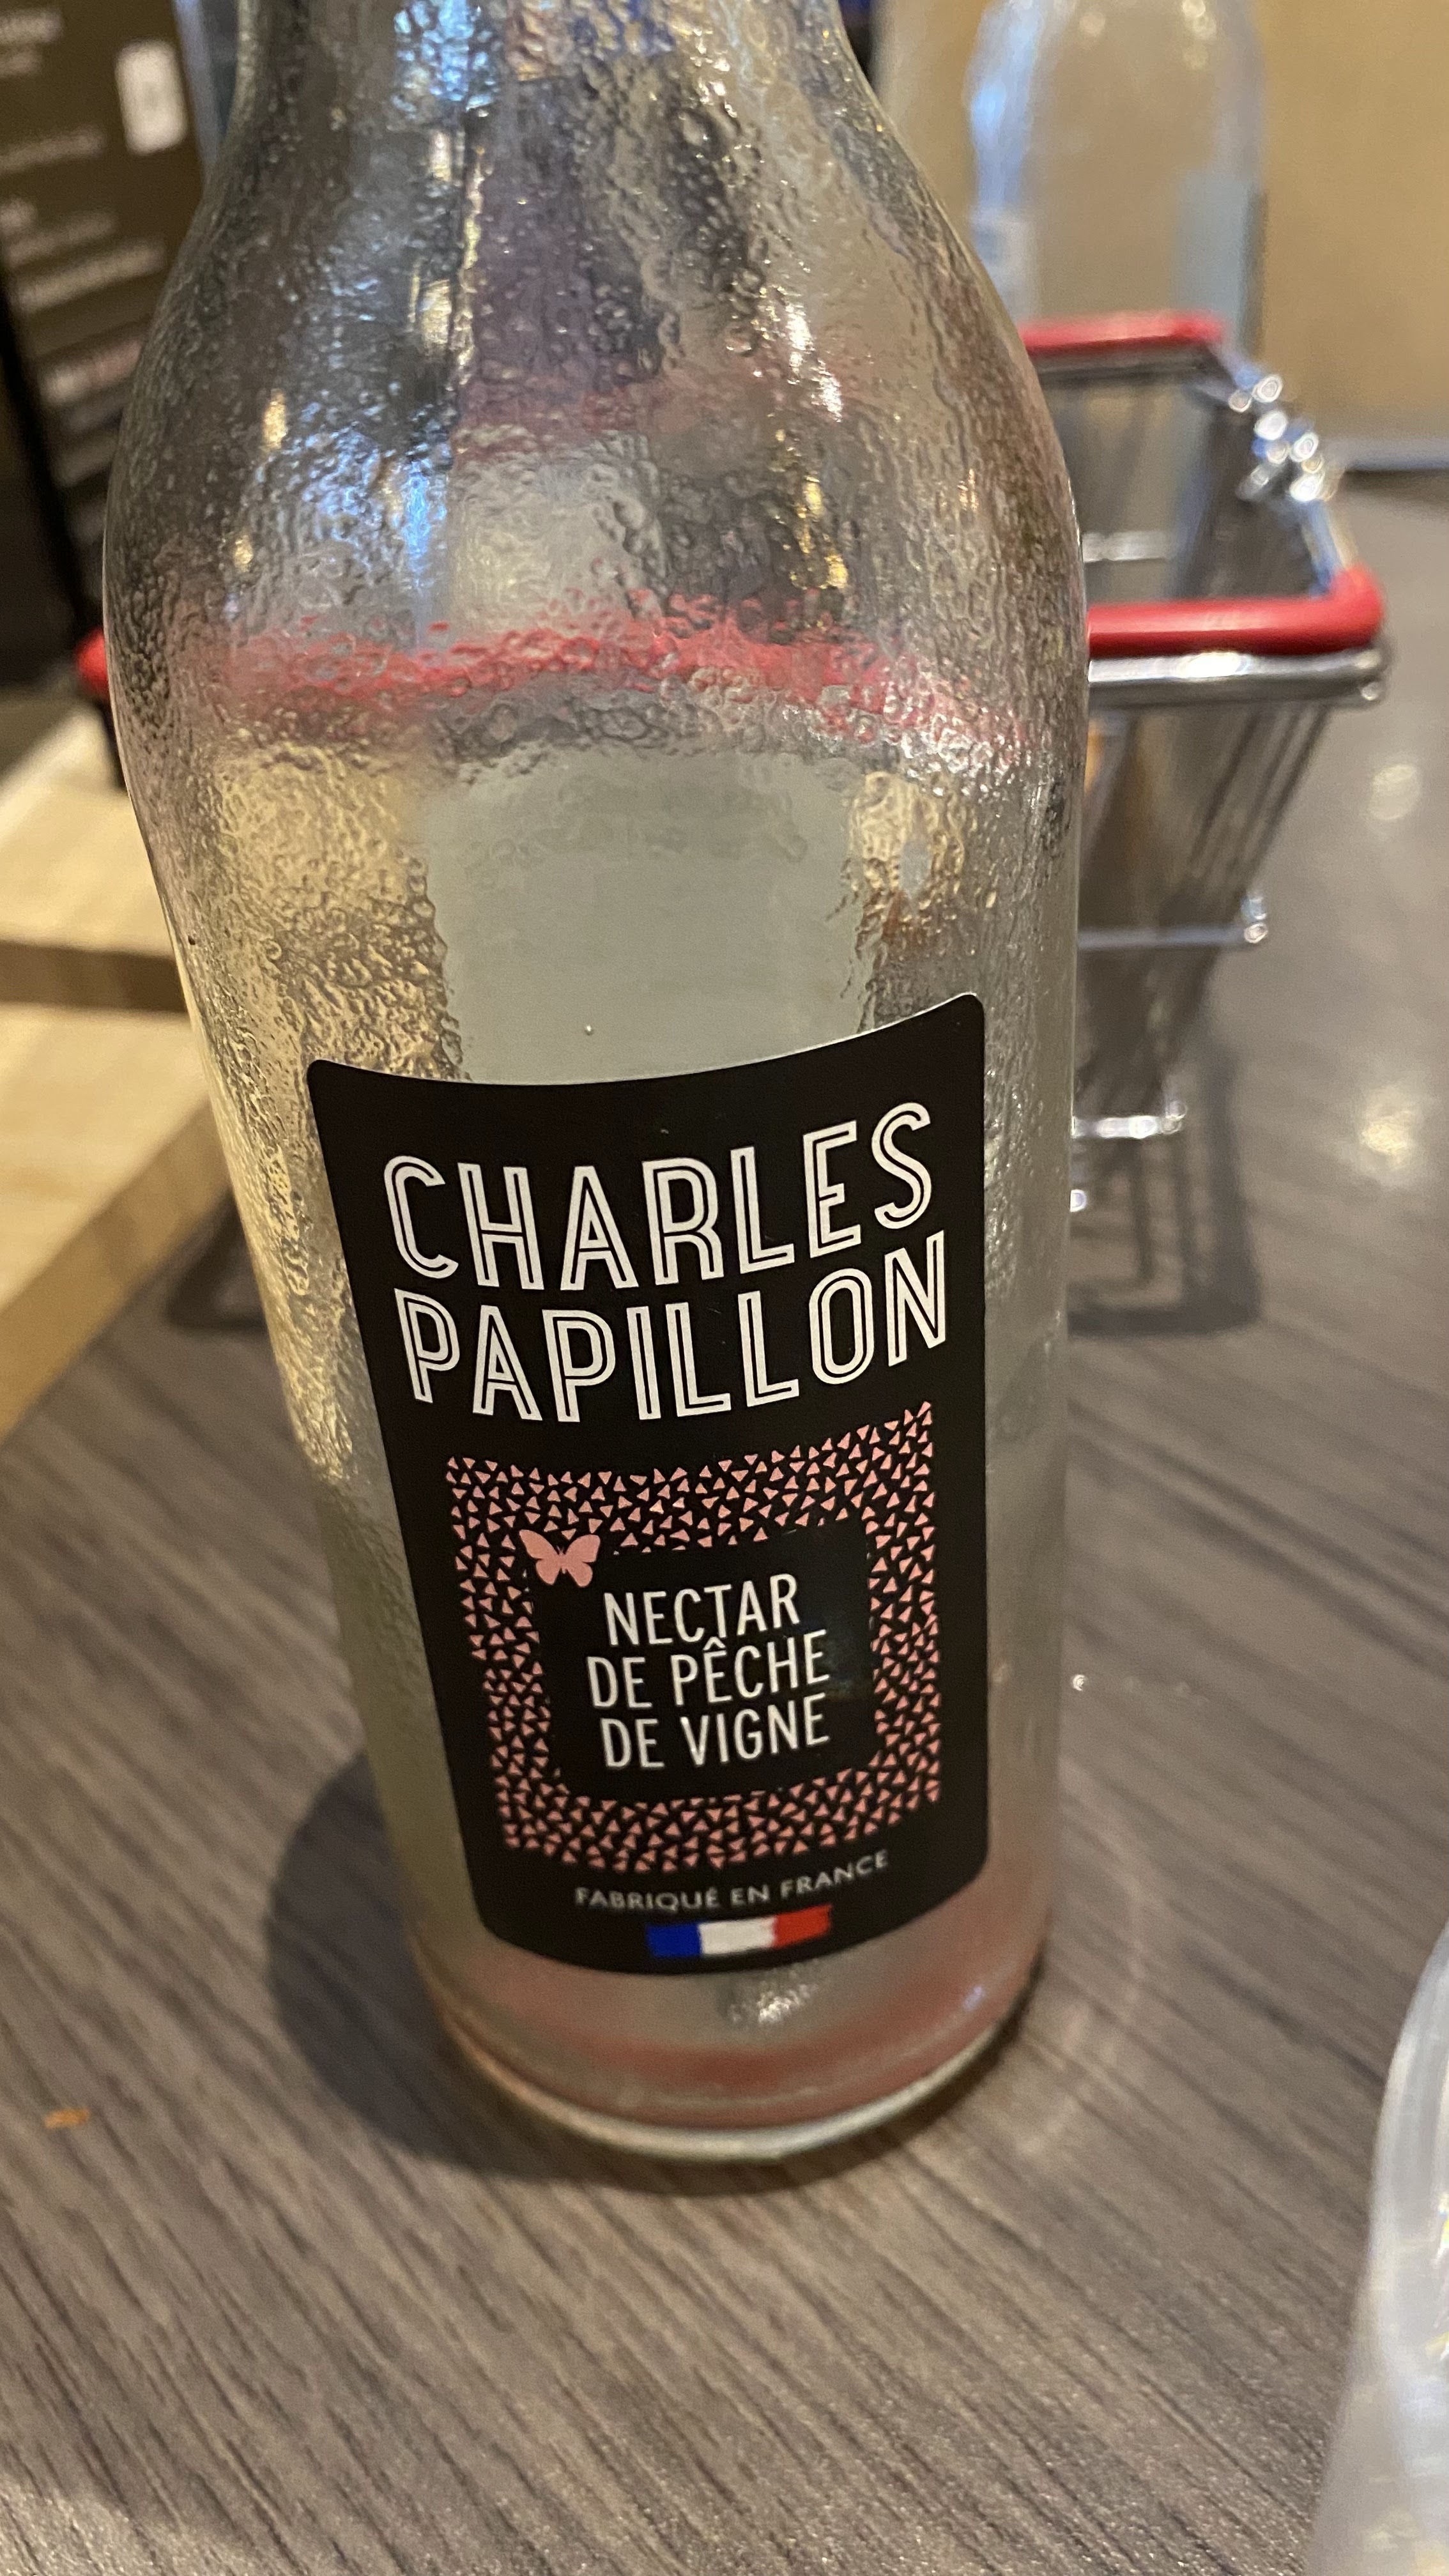 CHARLES
PAPILLON
NECTAR
DE PÊCHE
DE VIGNE
FABRIQUÉ EN FRANCE